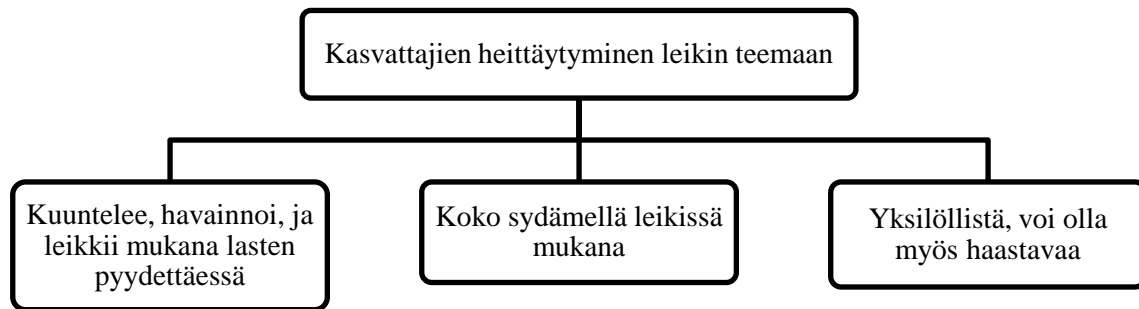 Kasvattajien heittäytyminen leikin teemaan
Kuuntelee, havainnoi, ja
leikkii mukana lasten
pyydettäessä
Koko sydämellä leikissä
mukana
Yksilöllistä, voi olla
myös haastavaa